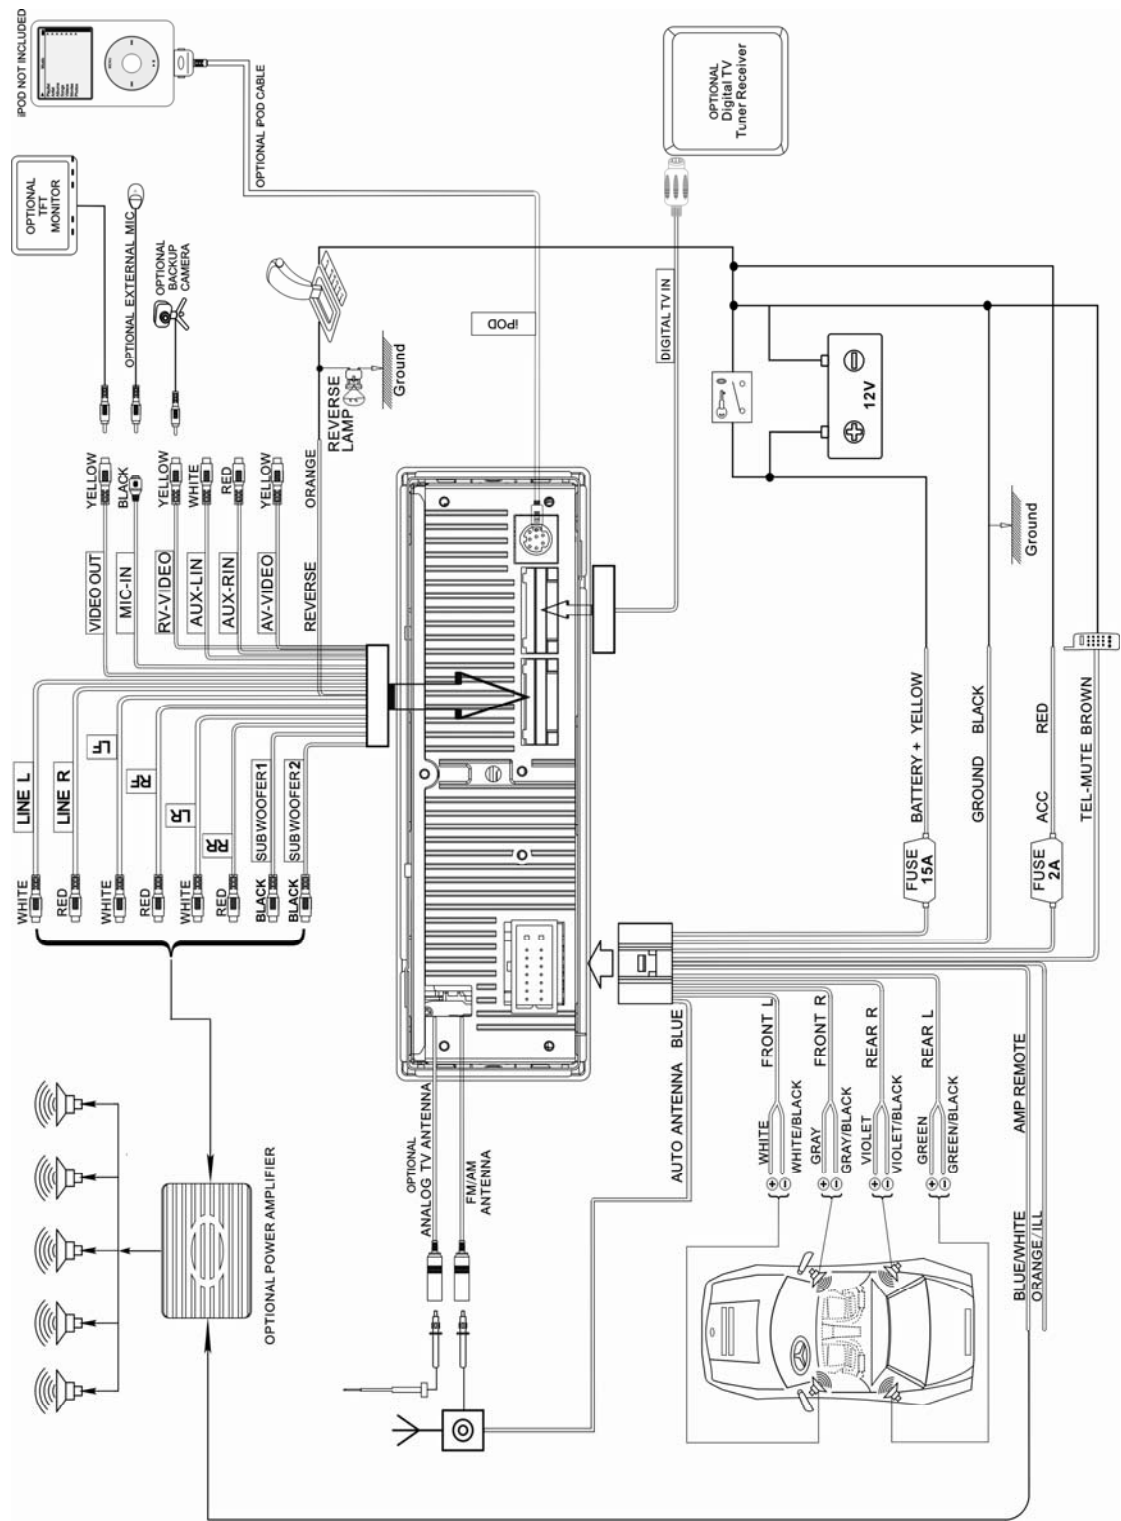 iPOD NOT INCLUDED
OPTIONAL iPOD CABLE
OPTIONAL
TFT
MONITOR
OPTIONAL EXTERNAL MIC
OPTIONAL
BACKUP
CAMERA
OPTIONAL
Digital TV
Tuner Receiver
DIGITAL TV IN
iPOD
REVERSE
LAMP
Ground
YELLOW
BLACK
YELLOW
WHITE
RED
YELLOW
ORANGE
VIDEO OUT
MIC-IN
RV-VIDEO
AUX-LIN
AUX-RIN
AV-VIDEO
REVERSE
LINE L
LINE R
LF
RF
LR
RR
SUBWOOFER1
SUBWOOFER2
WHITE
RED
WHITE
RED
WHITE
RED
BLACK
BLACK
12V
Ground
BATTERY + YELLOW
GROUND BLACK
ACC RED
TEL-MUTE BROWN
FUSE
15A
FUSE
2A
OPTIONAL POWER AMPLIFIER
OPTIONAL
ANALOG TV ANTENNA
FM/AM
ANTENNA
AUTO ANTENNA BLUE
FRONT L
FRONT R
REAR R
REAR L
WHITE
WHITE/BLACK
GRAY
GRAY/BLACK
VIOLET
VIOLET/BLACK
GREEN
GREEN/BLACK
AMP REMOTE
BLUE/WHITE
ORANGE/ILL